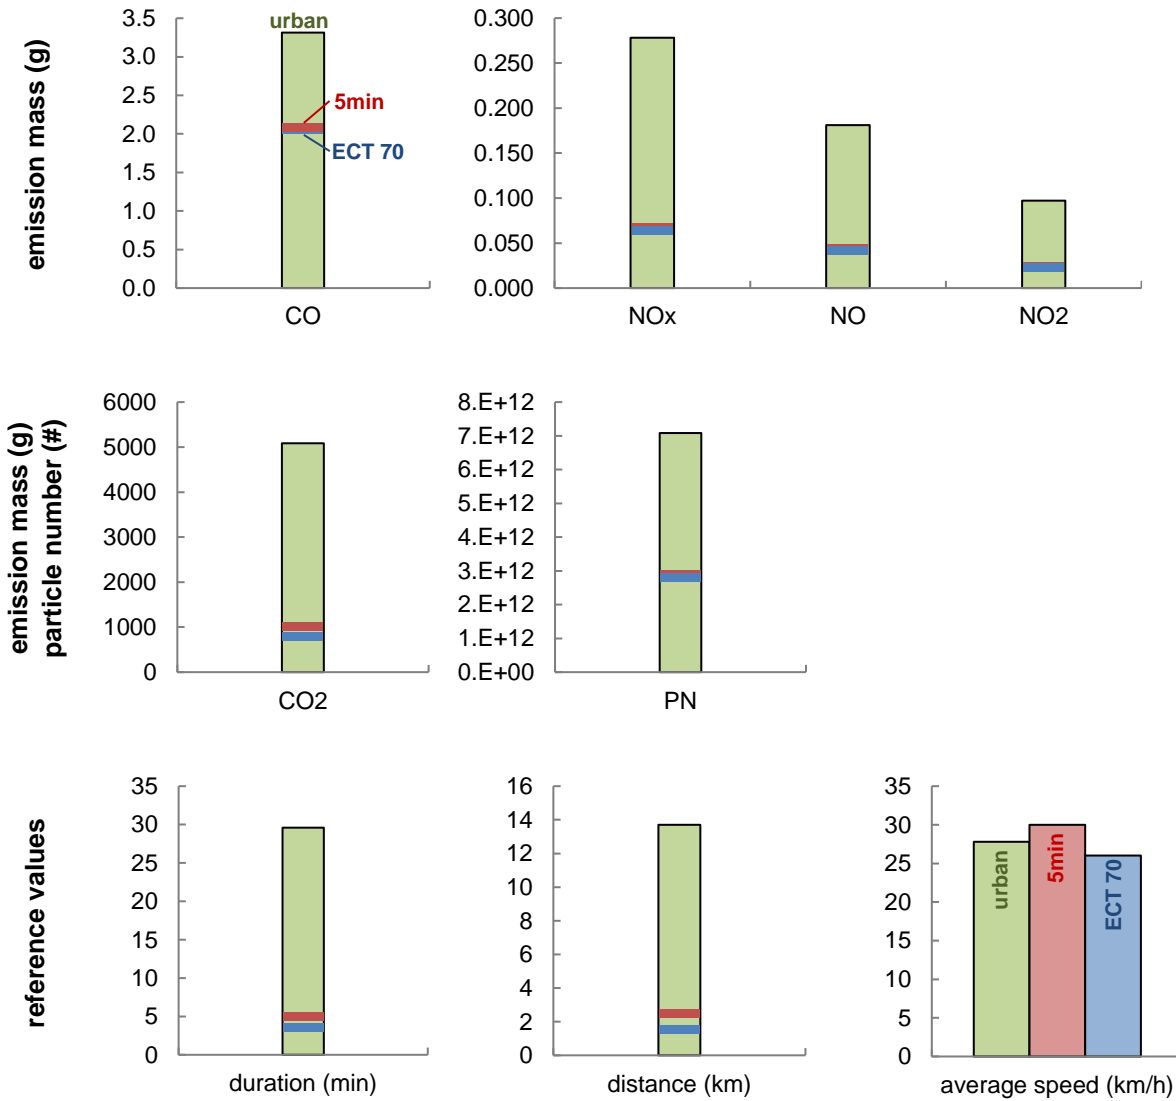 emission mass (g)
3.5
3.0
2.5
2.0
1.5
1.0
0.5
0.0
urban
5min
ECT 70
CO
0.300
0.250
0.200
0.150
0.100
0.050
0.000
NOx
NO
NO2
emission mass (g)
particle number (#)
6000
5000
4000
3000
2000
1000
0
CO2
8.E+12
7.E+12
6.E+12
5.E+12
4.E+12
3.E+12
2.E+12
1.E+12
0.E+00
PN
reference values
35
30
25
20
15
10
5
0
duration (min)
16
14
12
10
8
6
4
2
0
distance (km)
35
30
25
20
15
10
5
0
urban
5min
ECT 70
average speed (km/h)